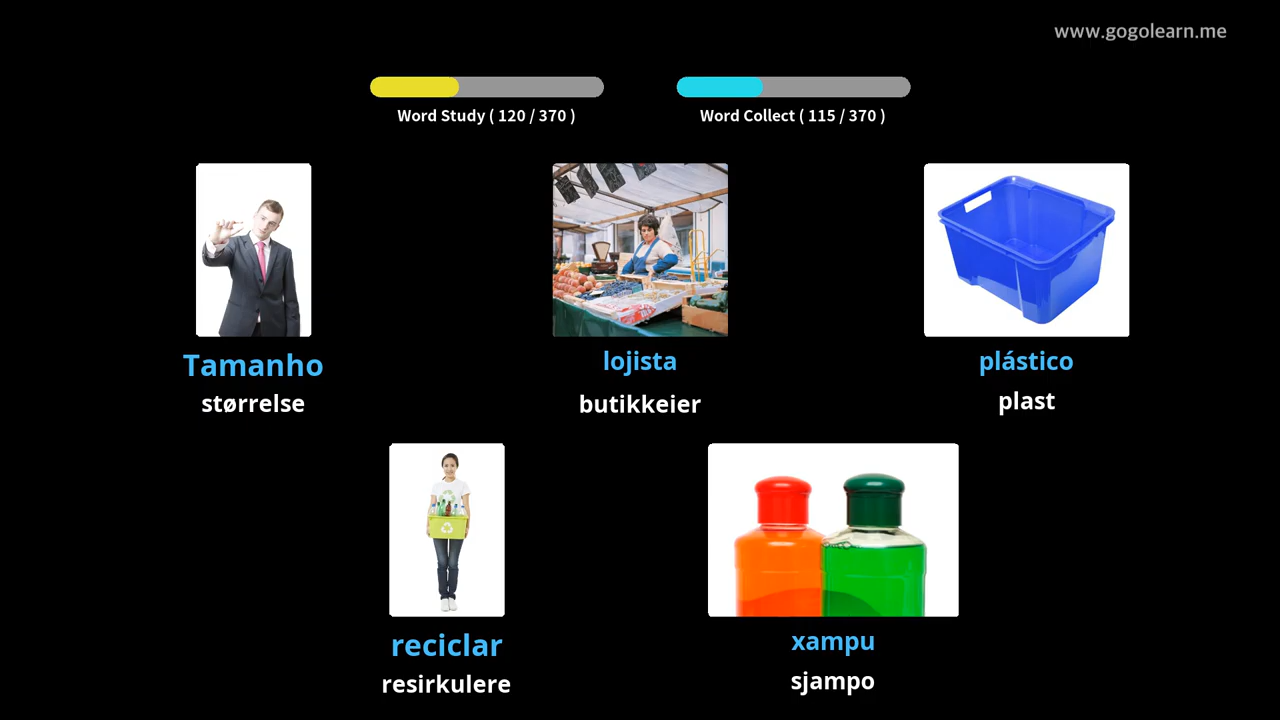 www.gogolearn.me
Word Study ( 120 / 370 )
Word Collect ( 115 / 370 )
Tamanho
størrelse
lojista
butikkeier
plástico
plast
reciclar
resirkulere
xampu
sjampo